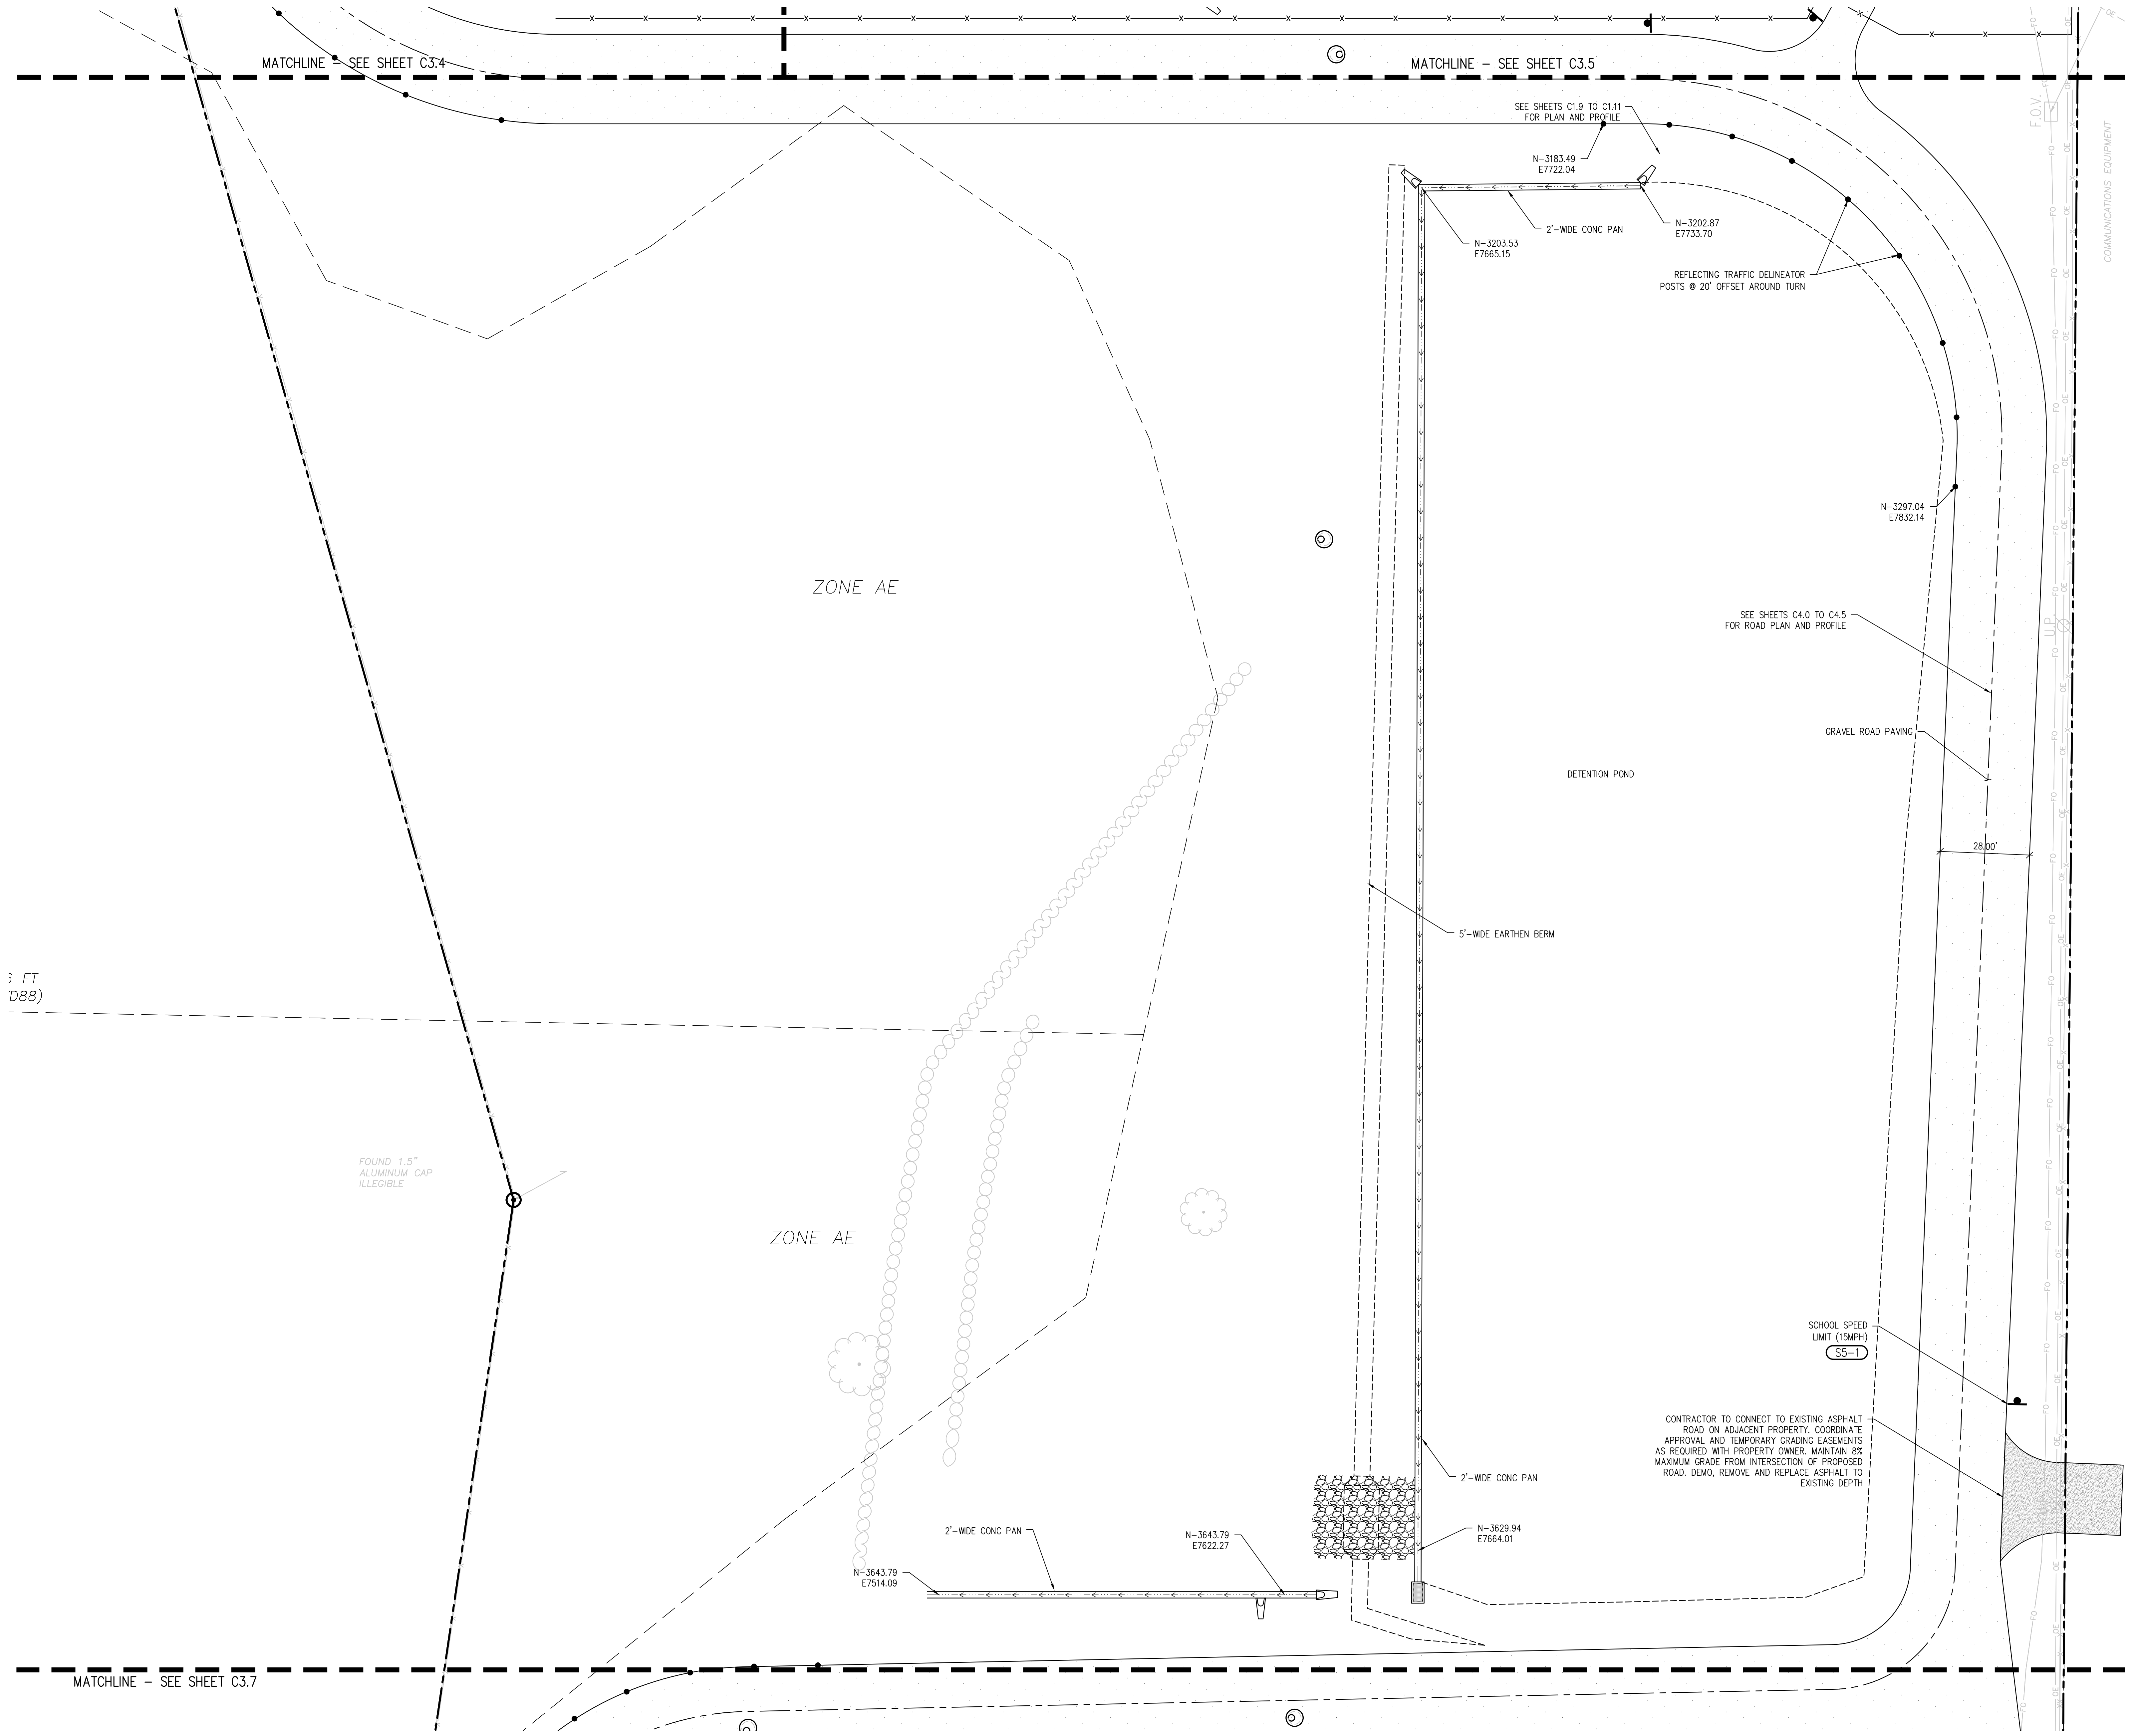 MATCHLINE – SEE SHEET C3.4
MATCHLINE – SEE SHEET C3.5
SEE SHEETS C1.9 TO C1.11
FOR PLAN AND PROFILE
F.O.V.
COMMUNICATIONS EQUIPMENT
N-3183.49
E7722.04
N-3202.87
E7733.70
2'-WIDE CONC PAN
N-3203.53
E7665.15
REFLECTING TRAFFIC DELINEATOR
POSTS @ 20' OFFSET AROUND TURN
N-3297.04
E7832.14
ZONE AE
SEE SHEETS C4.0 TO C4.5
FOR ROAD PLAN AND PROFILE
U.P.
GRAVEL ROAD PAVING
DETENTION POND
28.00'
5'-WIDE EARTHEN BERM
FT
D88)
FOUND 1.5"
ALUMINUM CAP
ILLEGIBLE
ZONE AE
SCHOOL SPEED
LIMIT (15MPH)
S5-1
CONTRACTOR TO CONNECT TO EXISTING ASPHALT
ROAD ON ADJACENT PROPERTY. COORDINATE
APPROVAL AND TEMPORARY GRADING EASEMENTS
AS REQUIRED WITH PROPERTY OWNER. MAINTAIN 8%
MAXIMUM GRADE FROM INTERSECTION OF PROPOSED
ROAD. DEMO, REMOVE AND REPLACE ASPHALT TO
EXISTING DEPTH
2'-WIDE CONC PAN
N-3629.94
E7664.01
2'-WIDE CONC PAN
N-3643.79
E7622.27
N-3643.79
E7514.09
MATCHLINE – SEE SHEET C3.7